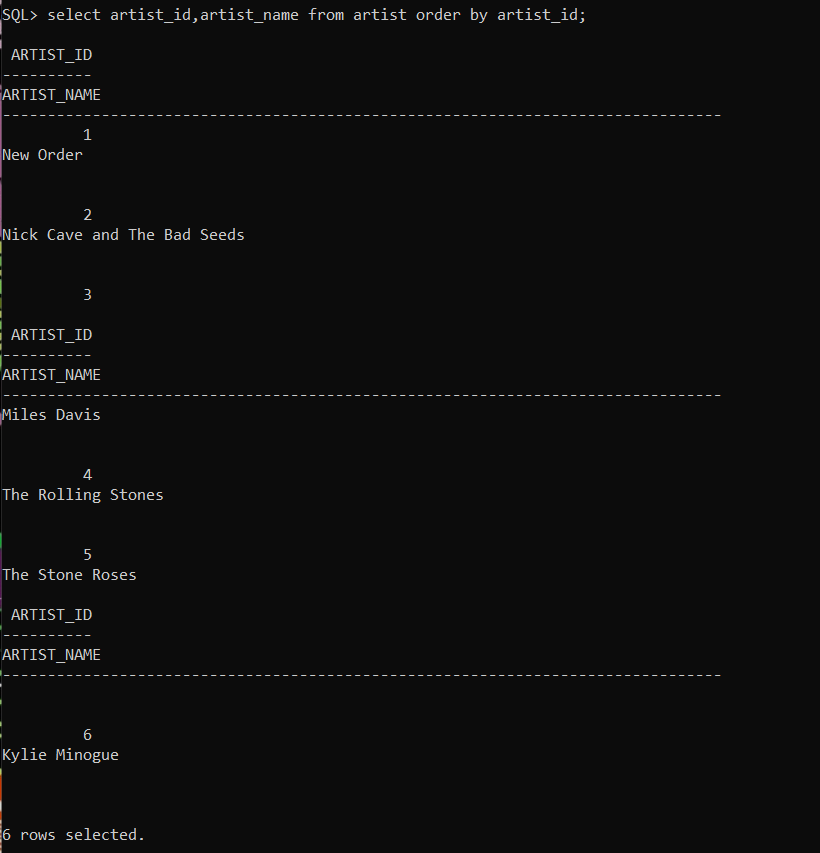 SQL> select artist_id,artist_name from artist order by artist_id;
 ARTIST_ID
----------
ARTIST_NAME
--------------------------------------------------------------------------------
         1
New Order
         2
Nick Cave and The Bad Seeds
         3
 ARTIST_ID
----------
ARTIST_NAME
--------------------------------------------------------------------------------
Miles Davis
         4
The Rolling Stones
         5
The Stone Roses
 ARTIST_ID
----------
ARTIST_NAME
--------------------------------------------------------------------------------
         6
Kylie Minogue
6 rows selected.